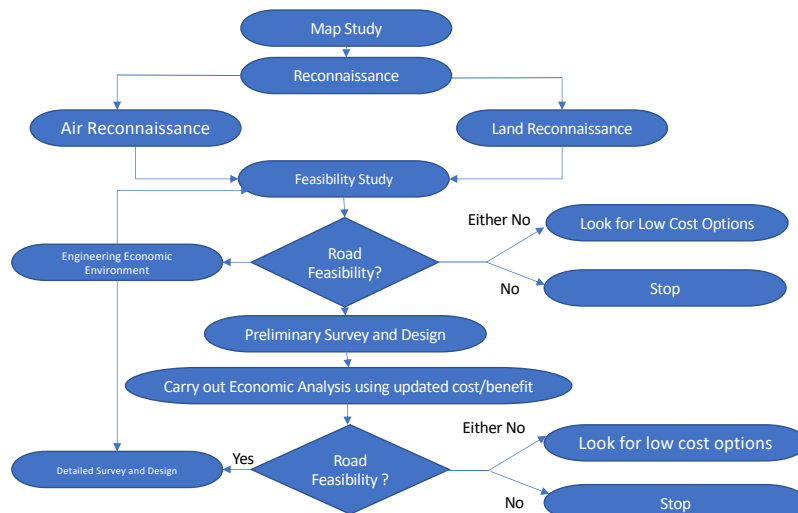 Map Study
Reconnaissance
Air Reconnaissance
Land Reconnaissance
Feasibility Study
Either No
Look for Low Cost Options
Road
Feasibility?
Engineering Economic
Environment
No
Stop
Preliminary Survey and Design
Carry out Economic Analysis using updated cost/benefit
Either No
Look for low cost options
Road
Feasibility ?
Yes
Detailed Survey and Design
No
Stop